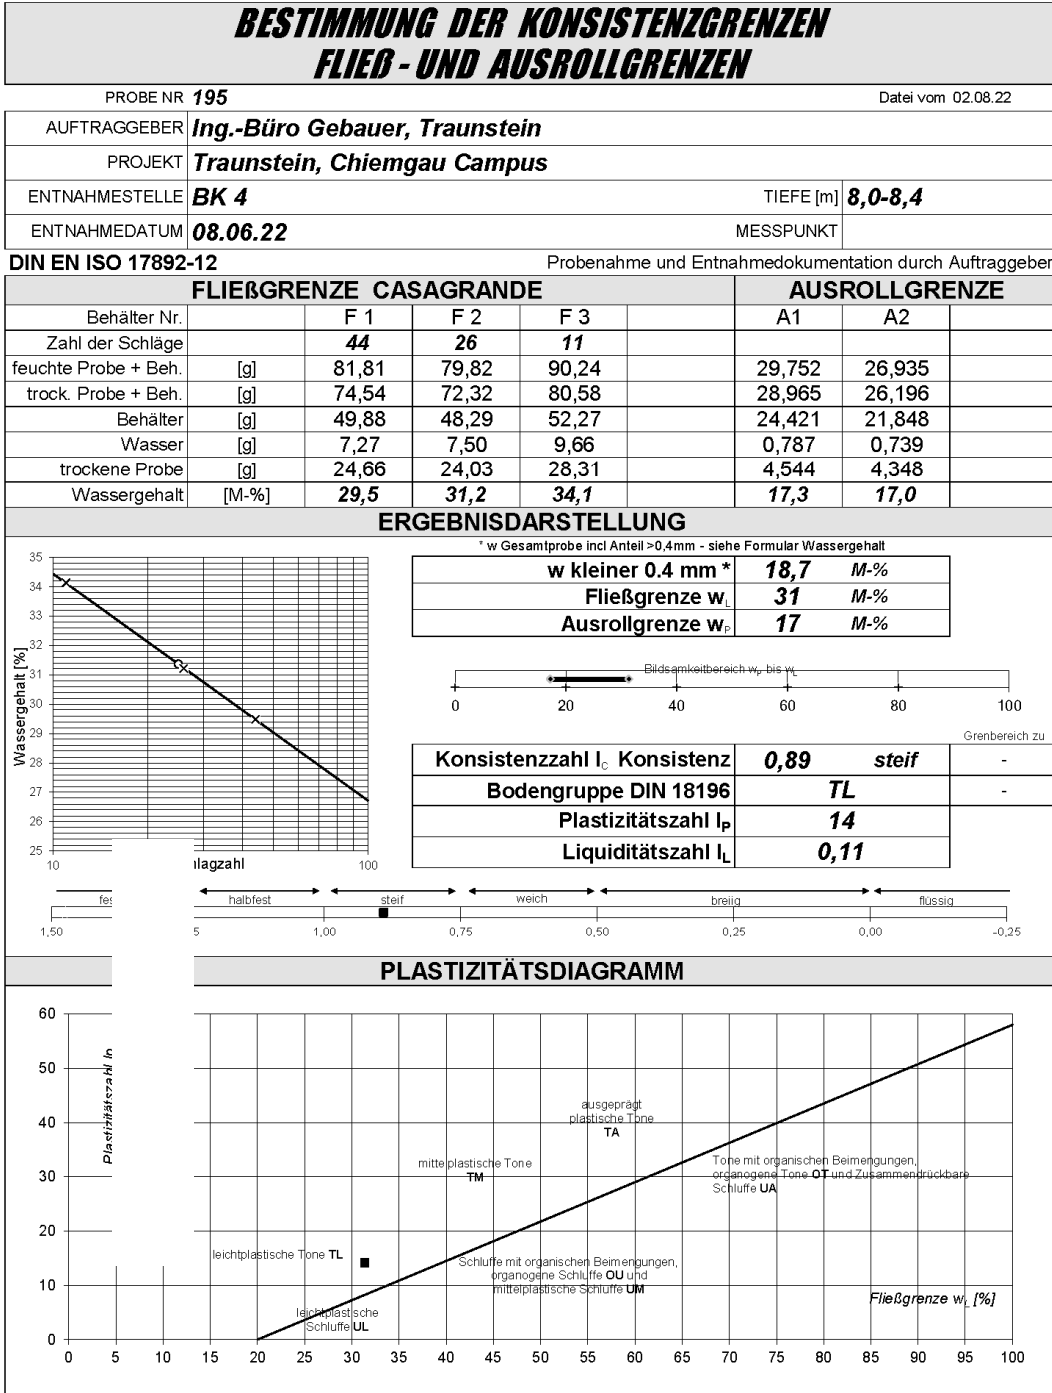 BESTIMMUNG DER KONSISTENZGRENZEN
FLIEß - UND AUSROLLGRENZEN
PROBE NR 195 Datei vom 02.08.22
AUFTRAGGEBER Ing.-Büro Gebauer, Traunstein
PROJEKT Traunstein, Chiemgau Campus
ENTNAHMESTELLE BK 4 TIEFE [m] 8,0-8,4
ENTNAHMEDATUM 08.06.22 MESSPUNKT
DIN EN ISO 17892-12 Probenahme und Entnahmedokumentation durch Auftraggeber
FLIEßGRENZE CASAGRANDE AUSROLLGRENZE
Behälter Nr. F 1 F 2 F 3 A1 A2
Zahl der Schläge 44 26 11
feuchte Probe + Beh. [g] 81,81 79,82 90,24 29,752 26,935
trock. Probe + Beh. [g] 74,54 72,32 80,58 28,965 26,196
Behälter [g] 49,88 48,29 52,27 24,421 21,848
Wasser [g] 7,27 7,50 9,66 0,787 0,739
trockene Probe [g] 24,66 24,03 28,31 4,544 4,348
Wassergehalt [M-%] 29,5 31,2 34,1 17,3 17,0
ERGEBNISDARSTELLUNG
* w Gesamtprobe incl Anteil >0,4mm - siehe Formular Wassergehalt
w kleiner 0.4 mm * 18,7 M-%
Fließgrenze wL 31 M-%
Ausrollgrenze wP 17 M-%
Bildsamkeitbereich wP bis wL
0 20 40 60 80 100
Grenbereich zu
Konsistenzzahl IC Konsistenz 0,89 steif -
Bodengruppe DIN 18196 TL -
Plastizitätszahl IP 14
Liquiditätszahl IL 0,11
Wassergehalt [%]
35
34
33
32
31
30
29
28
27
26
25
10 100
hlagzahl
fes halbfest steif weich breiig flüssig
1,50 5 1,00 0,75 0,50 0,25 0,00 -0,25
PLASTIZITÄTSDIAGRAMM
60
50
40
30
20
10
0
Plastizitätszahl Ip
ausgeprägt
plastische Tone
TA
mittelplastische Tone
TM
Tone mit organischen Beimengungen,
organogene Tone OT und Zusammendrückbare
Schluffe UA
leichtplastische Tone TL
Schluffe mit organischen Beimengungen,
organogene Schluffe OU und
mittelplastische Schluffe UM
leichtplastische
Schluffe UL
Fließgrenze wL [%]
0 5 10 15 20 25 30 35 40 45 50 55 60 65 70 75 80 85 90 95 100